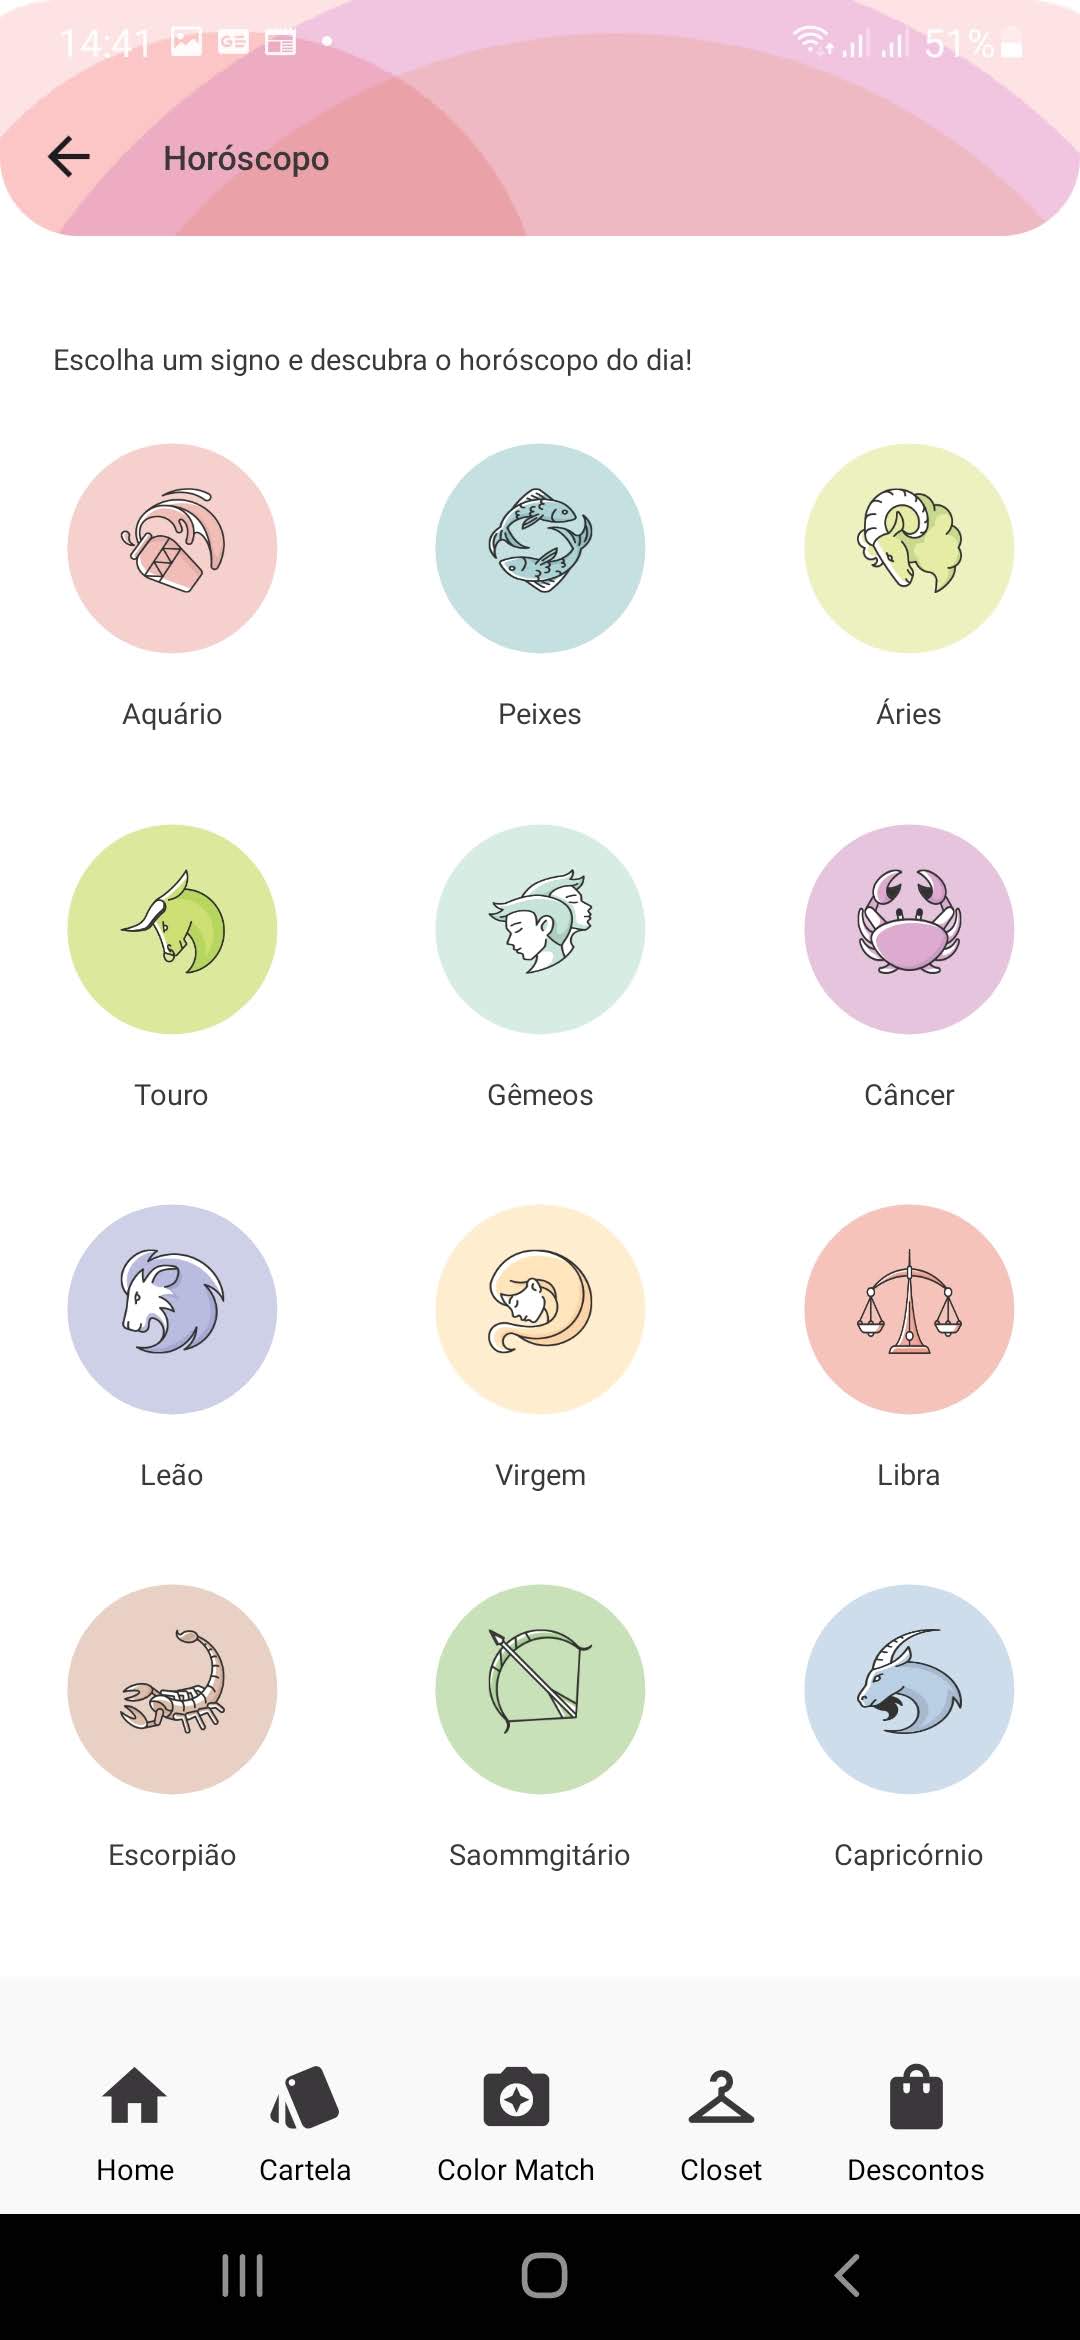 14:41 GE 51%
Horóscopo
Escolha um signo e descubra o horóscopo do dia!
Aquário Peixes Áries
Touro Gêmeos Câncer
Leão Virgem Libra
Escorpião Saommgitário Capricórnio
Home Cartela Color Match Closet Descontos